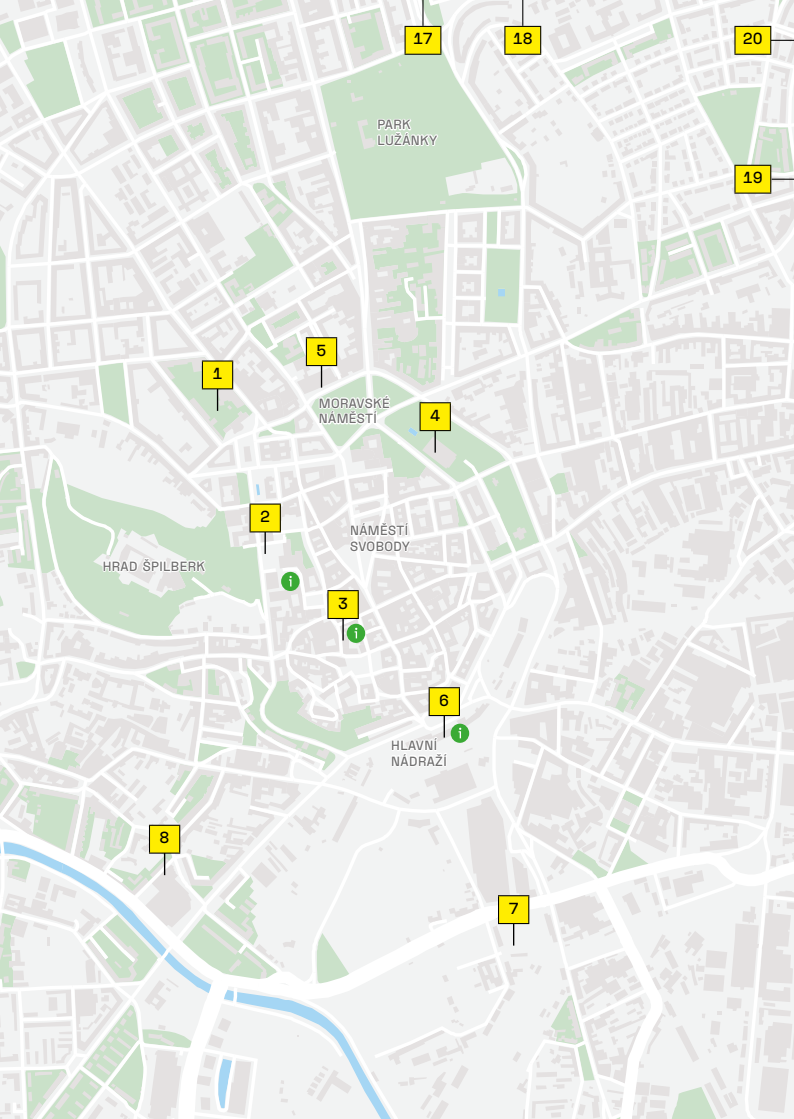 17
18
20
PARK
LUŽÁNKY
19
5
1
MORAVSKÉ
NÁMĚSTÍ
4
2
NÁMĚSTÍ
SVOBODY
HRAD ŠPILBERK
i
3
i
6
i
HLAVNÍ
NÁDRAŽÍ
8
7